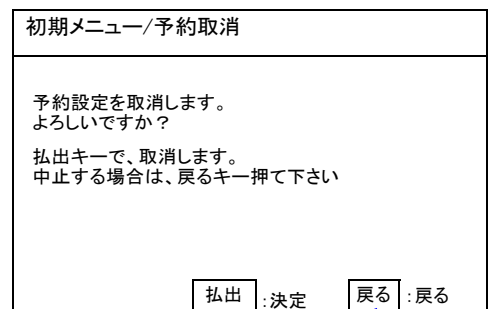 初期メニュー/予約取消
予約設定を取消します。
よろしいですか？
払出キーで、取消します。
中止する場合は、戻るキー押て下さい
払出 :決定 戻る :戻る